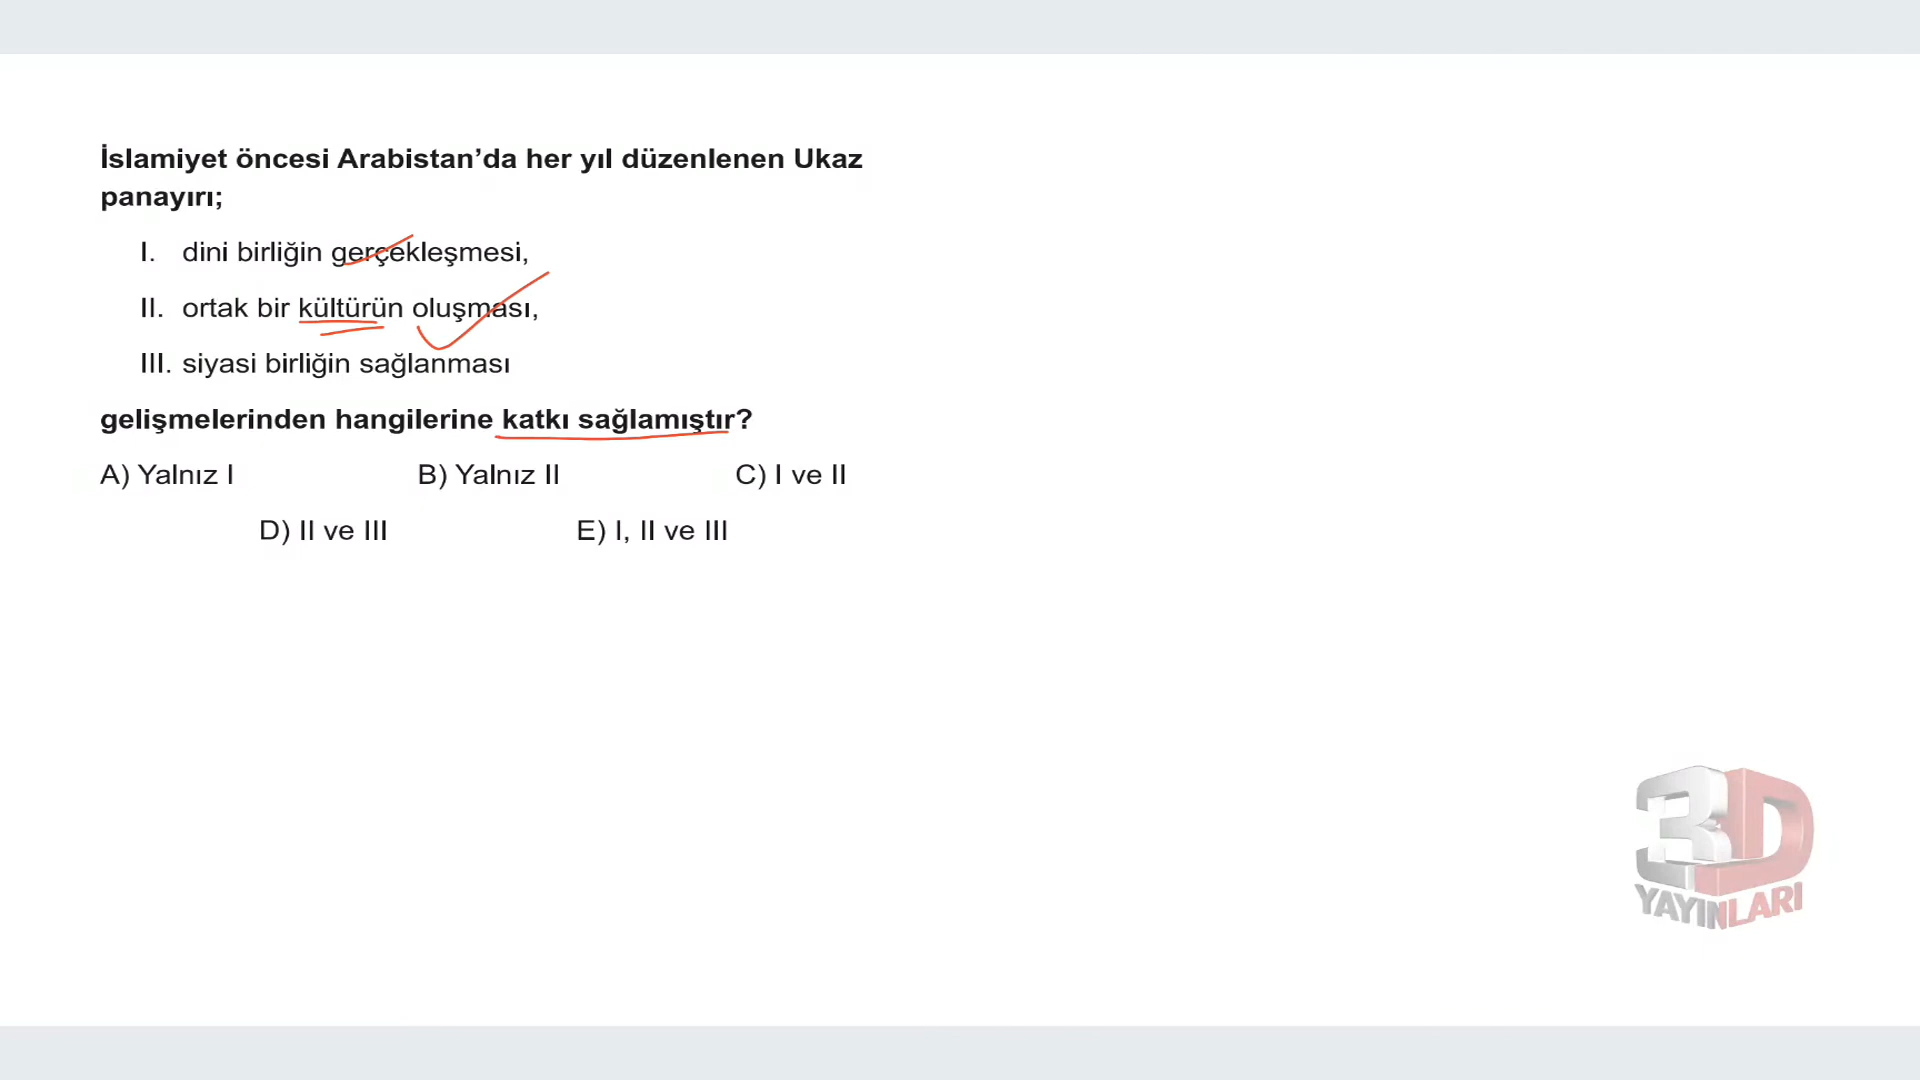 İslamiyet öncesi Arabistan’da her yıl düzenlenen Ukaz
panayırı;
I. dini birliğin gerçekleşmesi,
II. ortak bir kültürün oluşması,
III. siyasi birliğin sağlanması
gelişmelerinden hangilerine katkı sağlamıştır?
A) Yalnız I B) Yalnız II C) I ve II
D) II ve III E) I, II ve III
3D
YAYINLARI